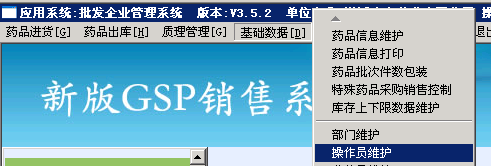 应用系统:批发企业管理系统 版本:V3.5.2 单位
药品进货[G] 药品出库[H] 质理管理[G] 基础数据[D]
药品信息维护
药品信息打印
药品批次件数包装
特殊药品采购销售控制
库存上下限数据维护
部门维护
操作员维护
新版GSP销售系